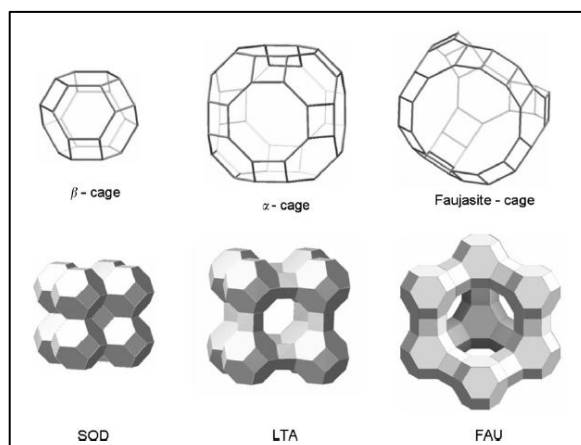 β - cage
α - cage
Faujasite - cage
SOD
LTA
FAU